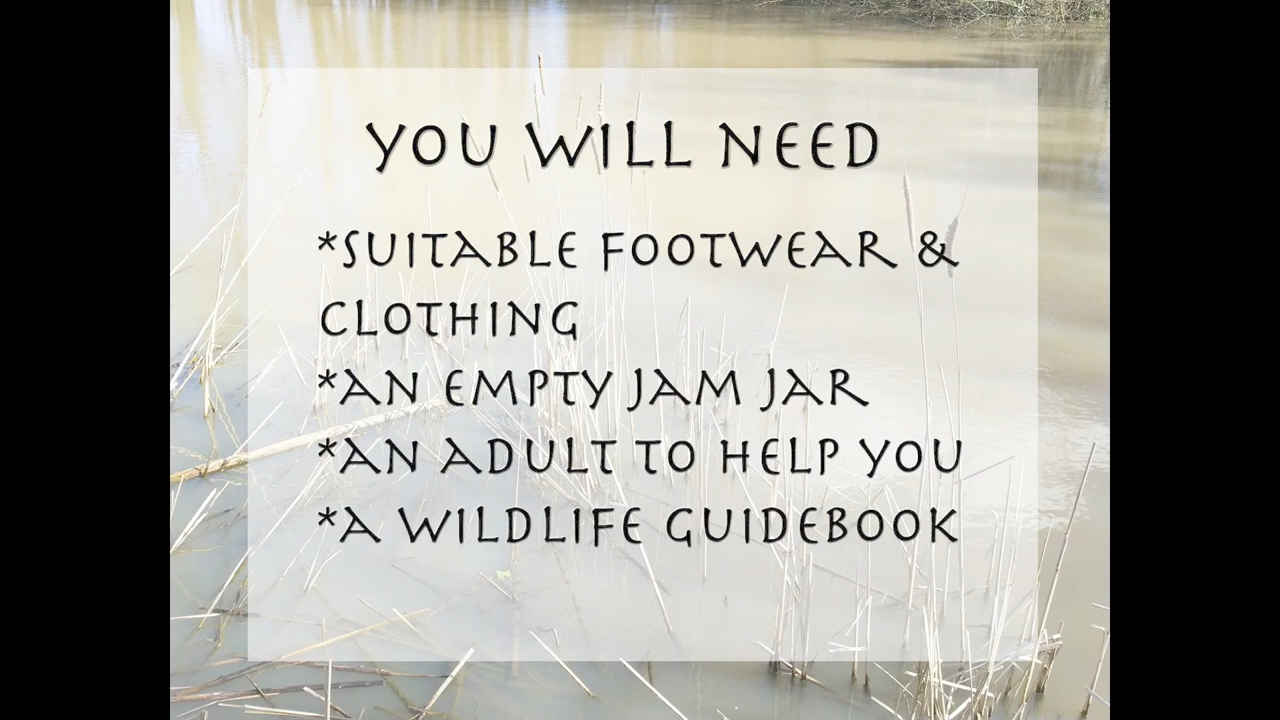 YOU WILL NEED
*SUITABLE FOOTWEAR &
CLOTHING
*AN EMPTY JAM JAR
*AN ADULT TO HELP YOU
*A WILDLIFE GUIDEBOOK